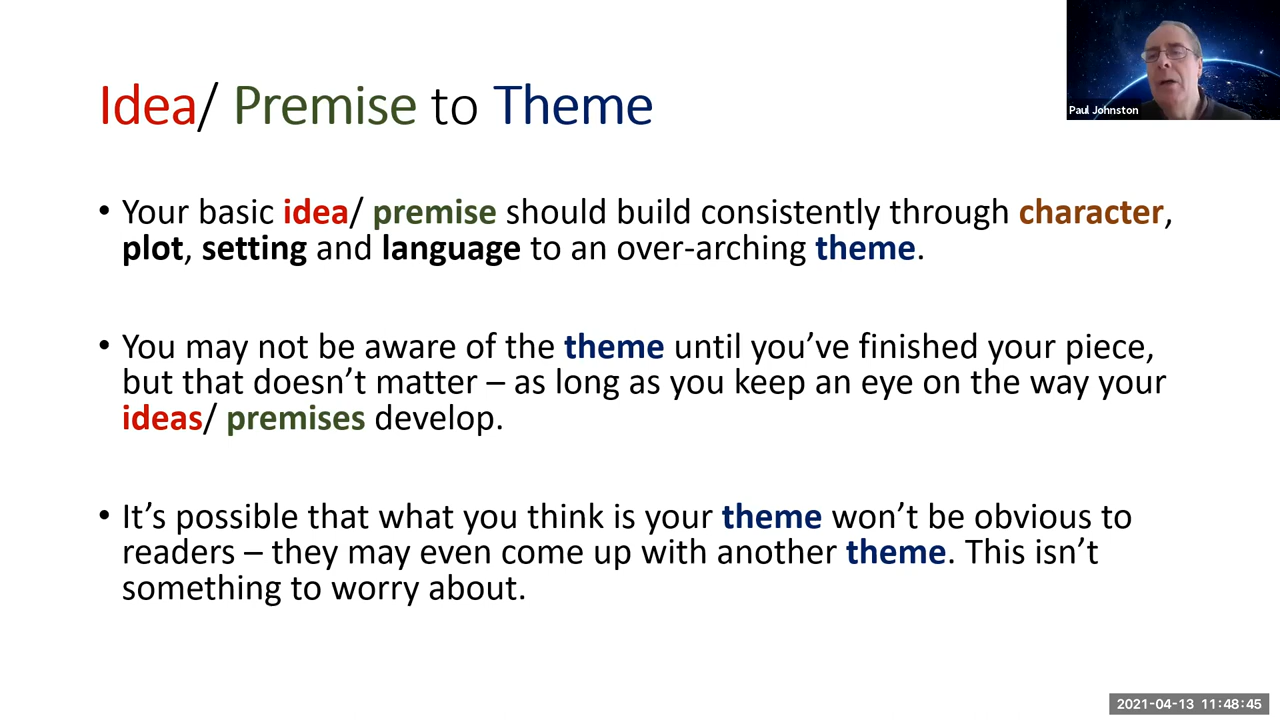 Idea/ Premise to Theme
Paul Johnston
• Your basic idea/ premise should build consistently through character,
plot, setting and language to an over-arching theme.
• You may not be aware of the theme until you’ve finished your piece,
but that doesn’t matter – as long as you keep an eye on the way your
ideas/ premises develop.
• It’s possible that what you think is your theme won’t be obvious to
readers – they may even come up with another theme. This isn’t
something to worry about.
2021-04-13 11:48:45